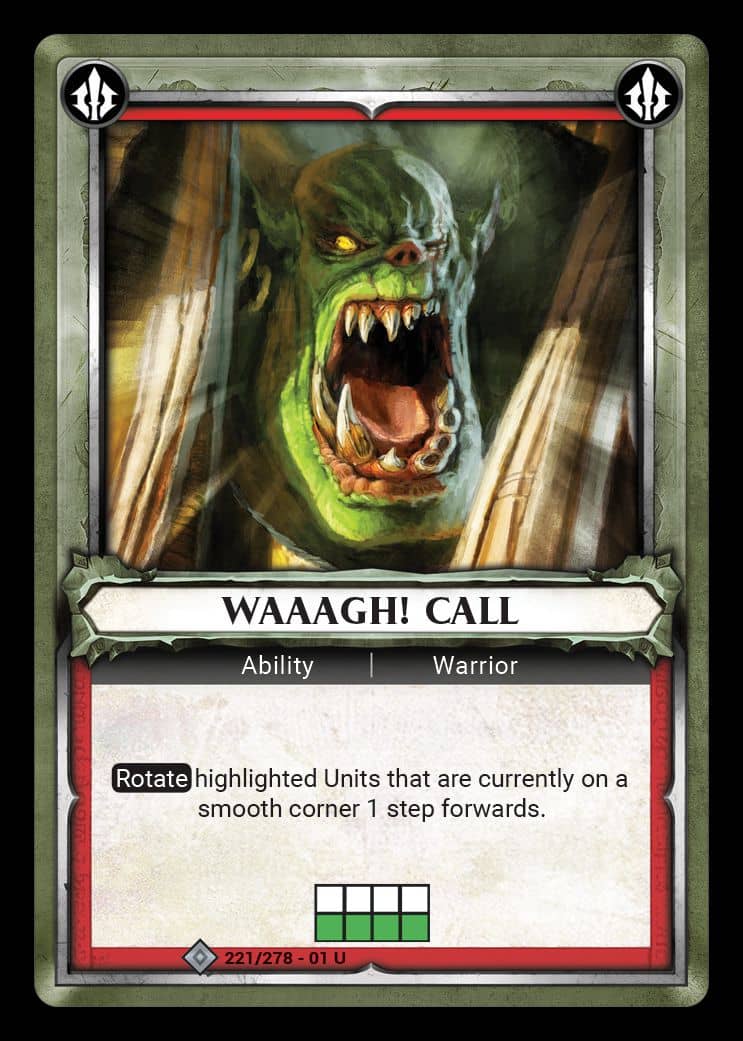 WAAAGH! CALL
Ability | Warrior
Rotate highlighted Units that are currently on a
smooth corner 1 step forwards.
221/278 - 01 U